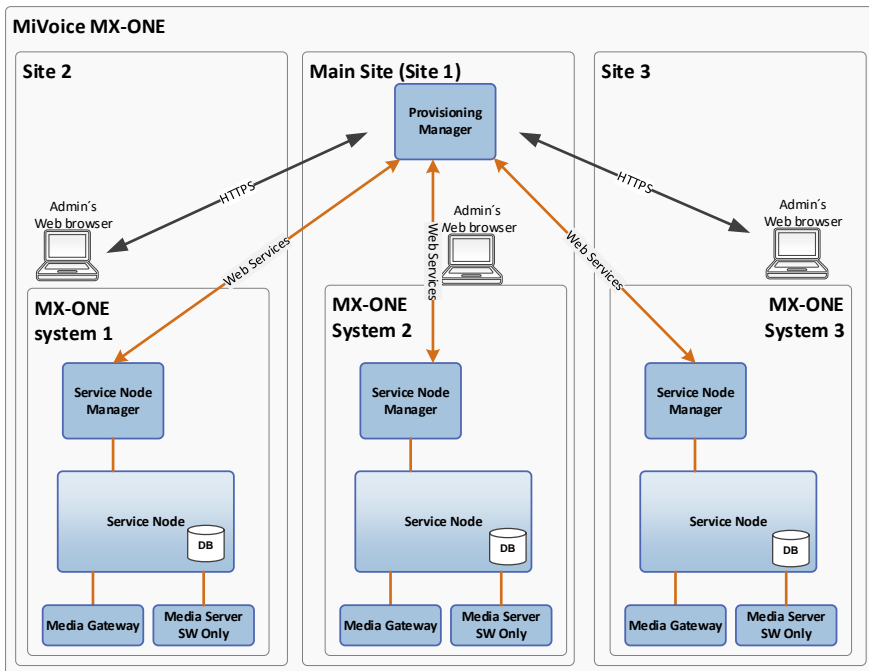 MiVoice MX-ONE
Site 2
Main Site (Site 1)
Site 3
Provisioning
Manager
HTTPS
HTTPS
Admin´s
Web browser
Admin´s
Web browser
Admin´s
Web browser
Web Services
Web Services
Web Services
MX-ONE
system 1
MX-ONE
System 2
MX-ONE
System 3
Service Node
Manager
Service Node
Manager
Service Node
Manager
Service Node
DB
Service Node
DB
Service Node
DB
Media Gateway
Media Server
SW Only
Media Gateway
Media Server
SW Only
Media Gateway
Media Server
SW Only